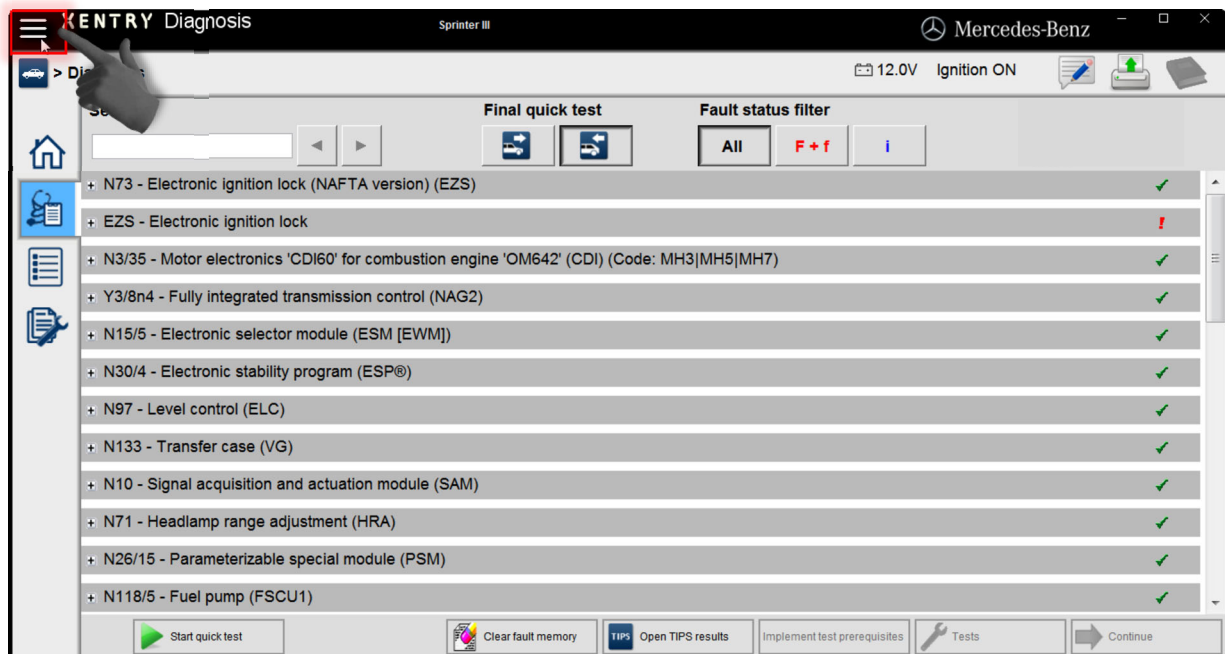 XENTRY Diagnosis
Sprinter III
Mercedes-Benz
12.0V Ignition ON
Final quick test
Fault status filter
All
F + f
i
+ N73 - Electronic ignition lock (NAFTA version) (EZS)
+ EZS - Electronic ignition lock
!
+ N3/35 - Motor electronics 'CDI60' for combustion engine 'OM642' (CDI) (Code: MH3|MH5|MH7)
+ Y3/8n4 - Fully integrated transmission control (NAG2)
+ N15/5 - Electronic selector module (ESM [EWM])
+ N30/4 - Electronic stability program (ESP®)
+ N97 - Level control (ELC)
+ N133 - Transfer case (VG)
+ N10 - Signal acquisition and actuation module (SAM)
+ N71 - Headlamp range adjustment (HRA)
+ N26/15 - Parameterizable special module (PSM)
+ N118/5 - Fuel pump (FSCU1)
Start quick test
Clear fault memory
TIPS Open TIPS results
Implement test prerequisites
Tests
Continue